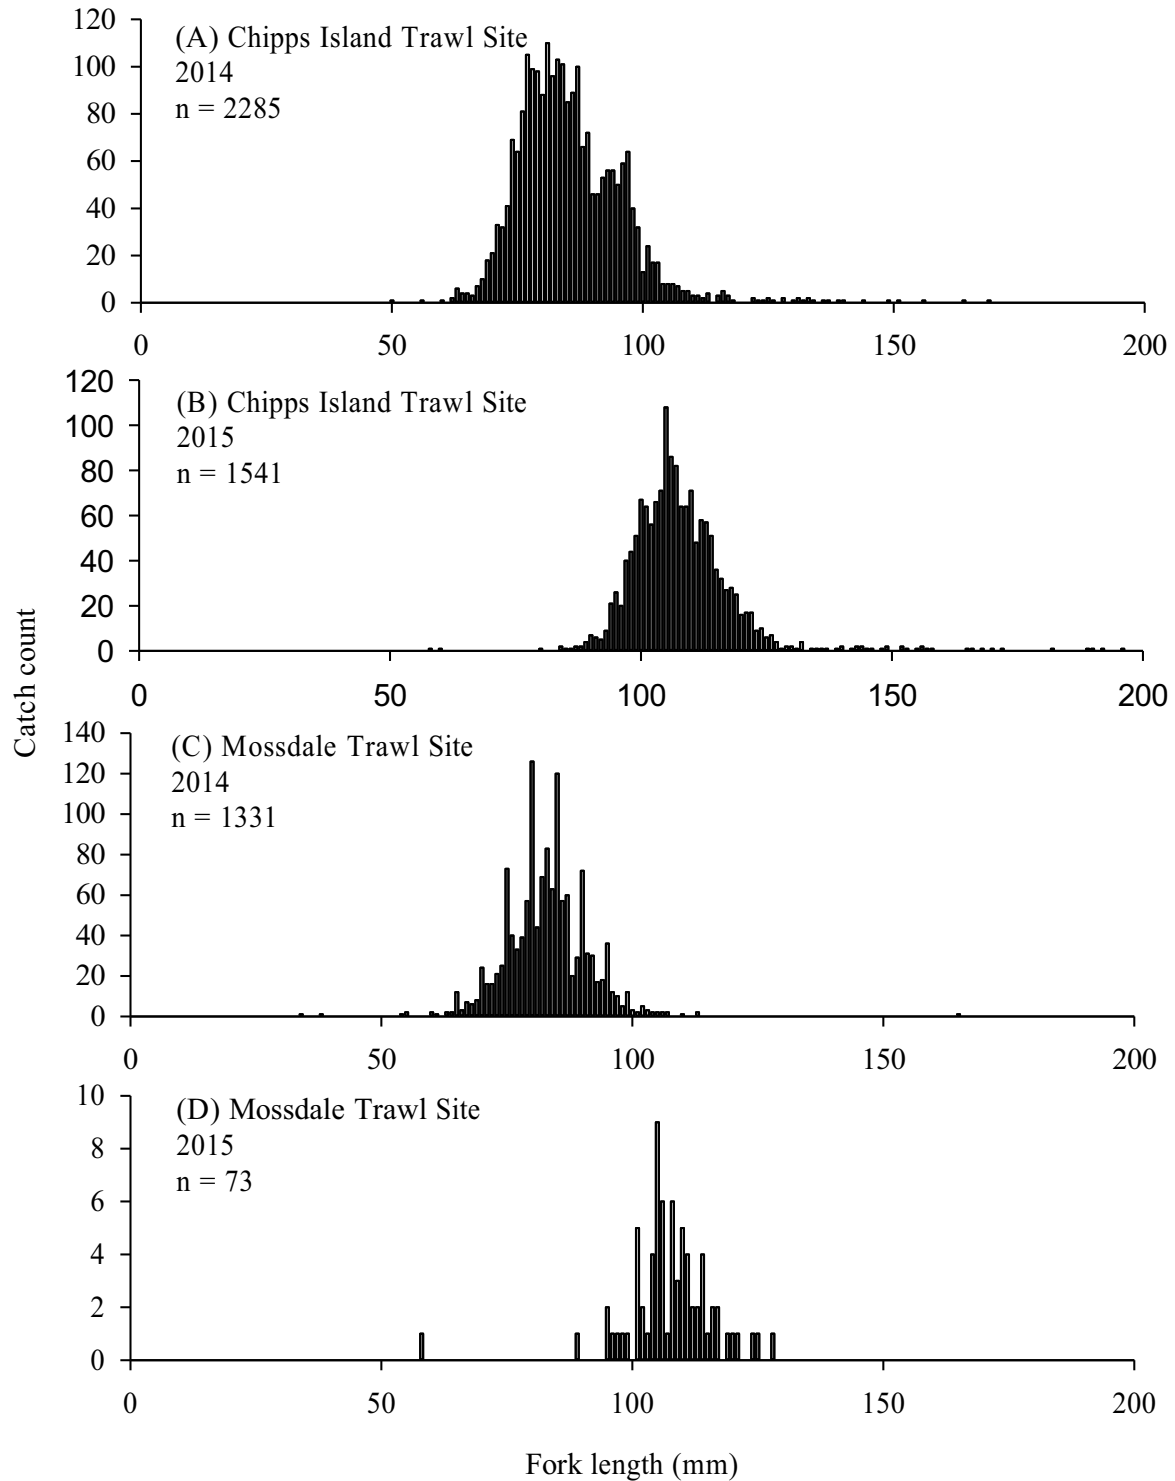 120
(A) Chipps Island Trawl Site
100
2014
80
n = 2285
60
40
20
0
0 50 100 150 200
120
(B) Chipps Island Trawl Site
100
2015
80
n = 1541
60
40
20
0
0 50 100 150 200
Catch count
140
(C) Mossdale Trawl Site
120
2014
100
n = 1331
80
60
40
20
0
0 50 100 150 200
10
(D) Mossdale Trawl Site
8
2015
n = 73
6
4
2
0
0 50 100 150 200
Fork length (mm)